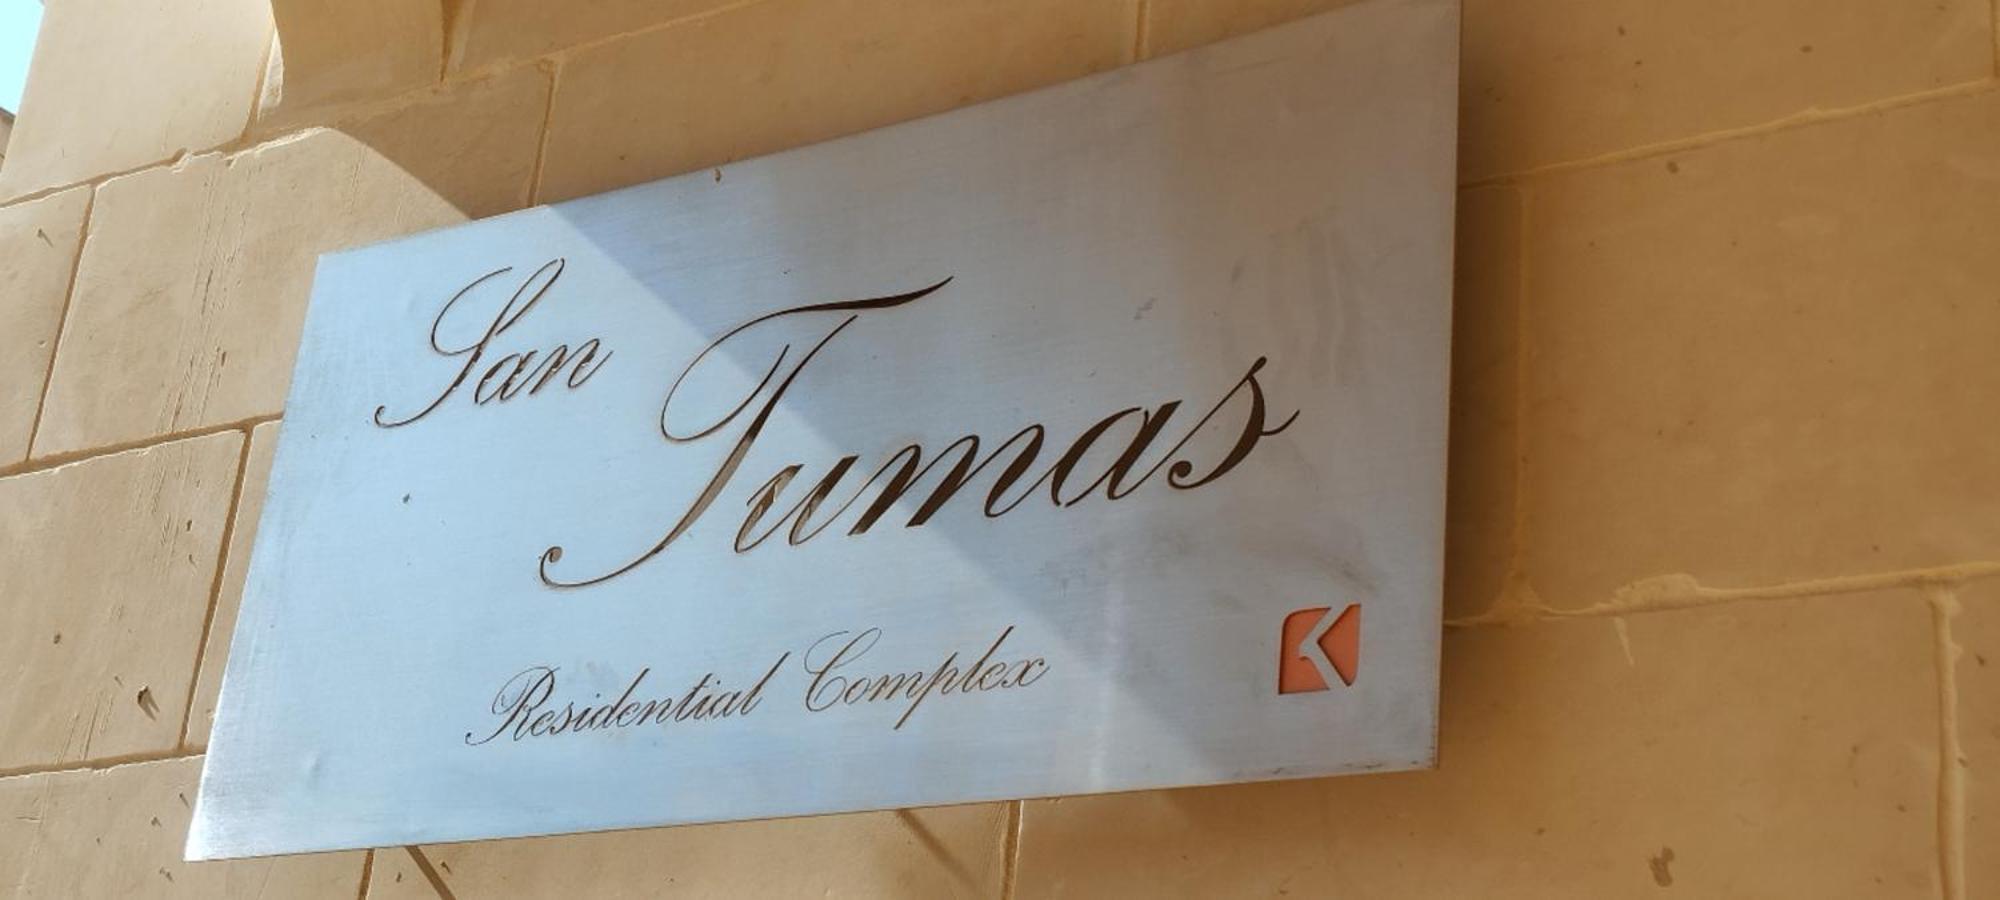 San Tumas
Residential Complex